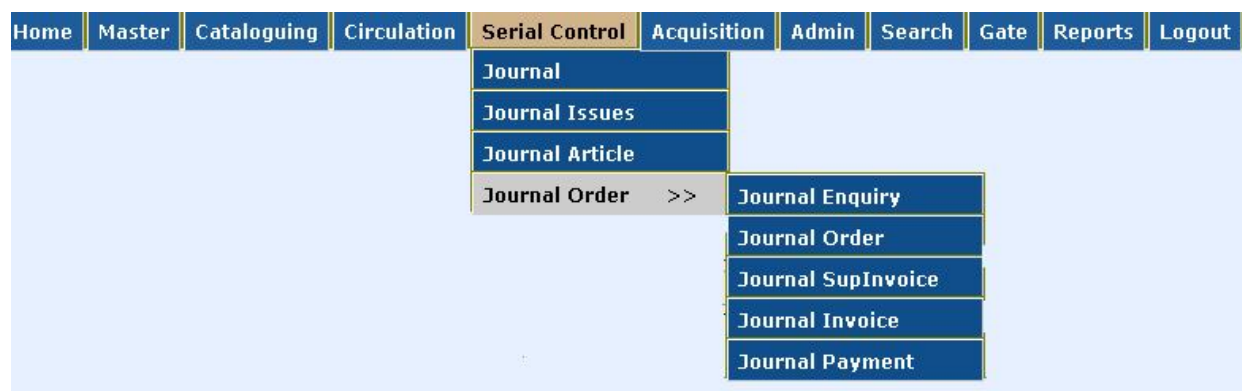 Home Master Cataloguing Circulation Serial Control Acquisition Admin Search Gate Reports Logout
Journal
Journal Issues
Journal Article
Journal Order >> Journal Enquiry
Journal Order
Journal SupInvoice
Journal Invoice
Journal Payment